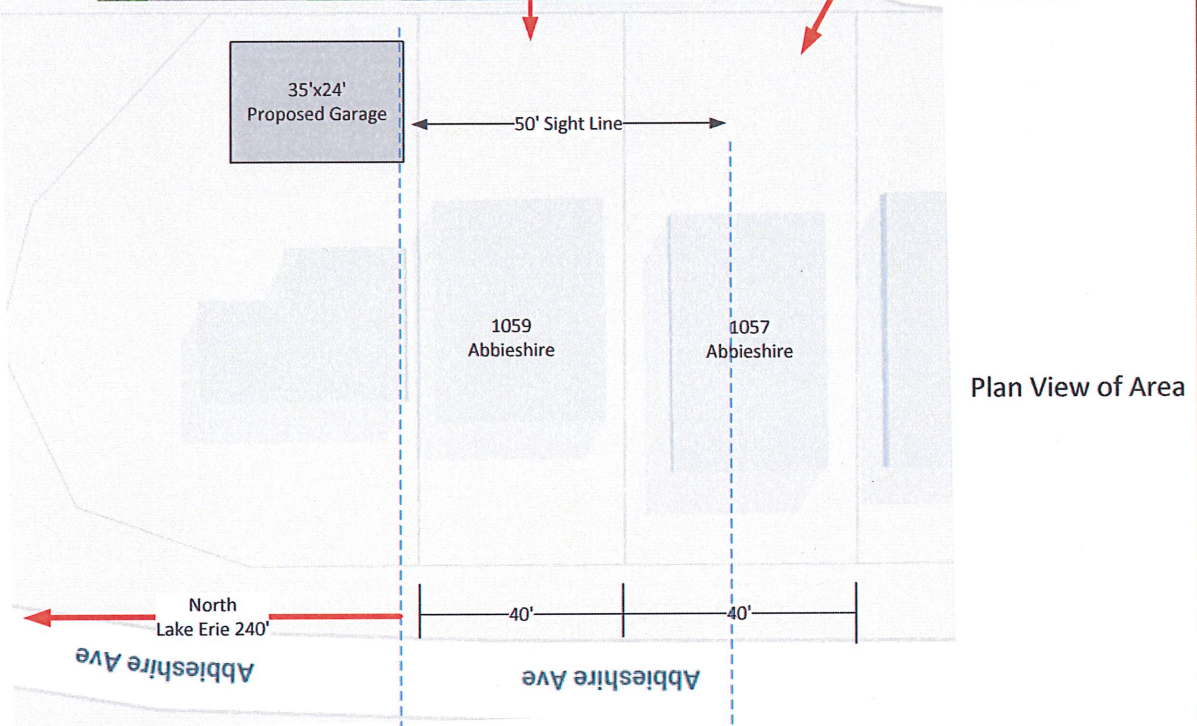 35'x24'
Proposed Garage
50' Sight Line
1059
Abbieshire
1057
Abbieshire
Plan View of Area
North
Lake Erie 240'
40'
40'
Abbieshire Ave
Abbieshire Ave